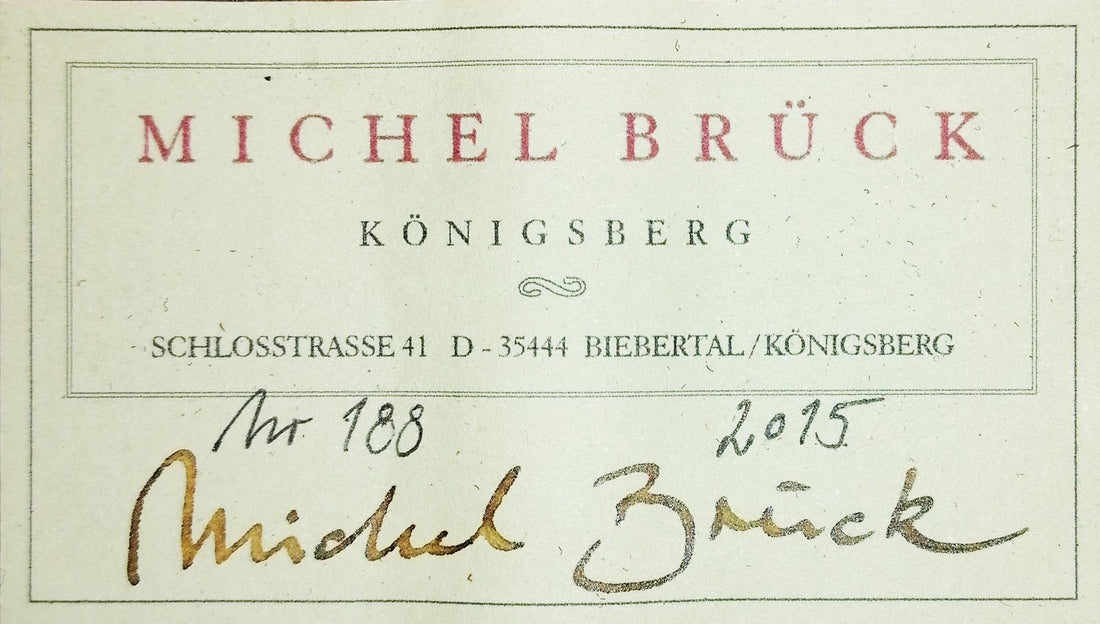 MICHEL BRÜCK
KÖNIGSBERG
SCHLOSSTRASSE 41 D - 35444 BIEBERTAL/KÖNIGSBERG
Nr 188 2015
Michel Brück